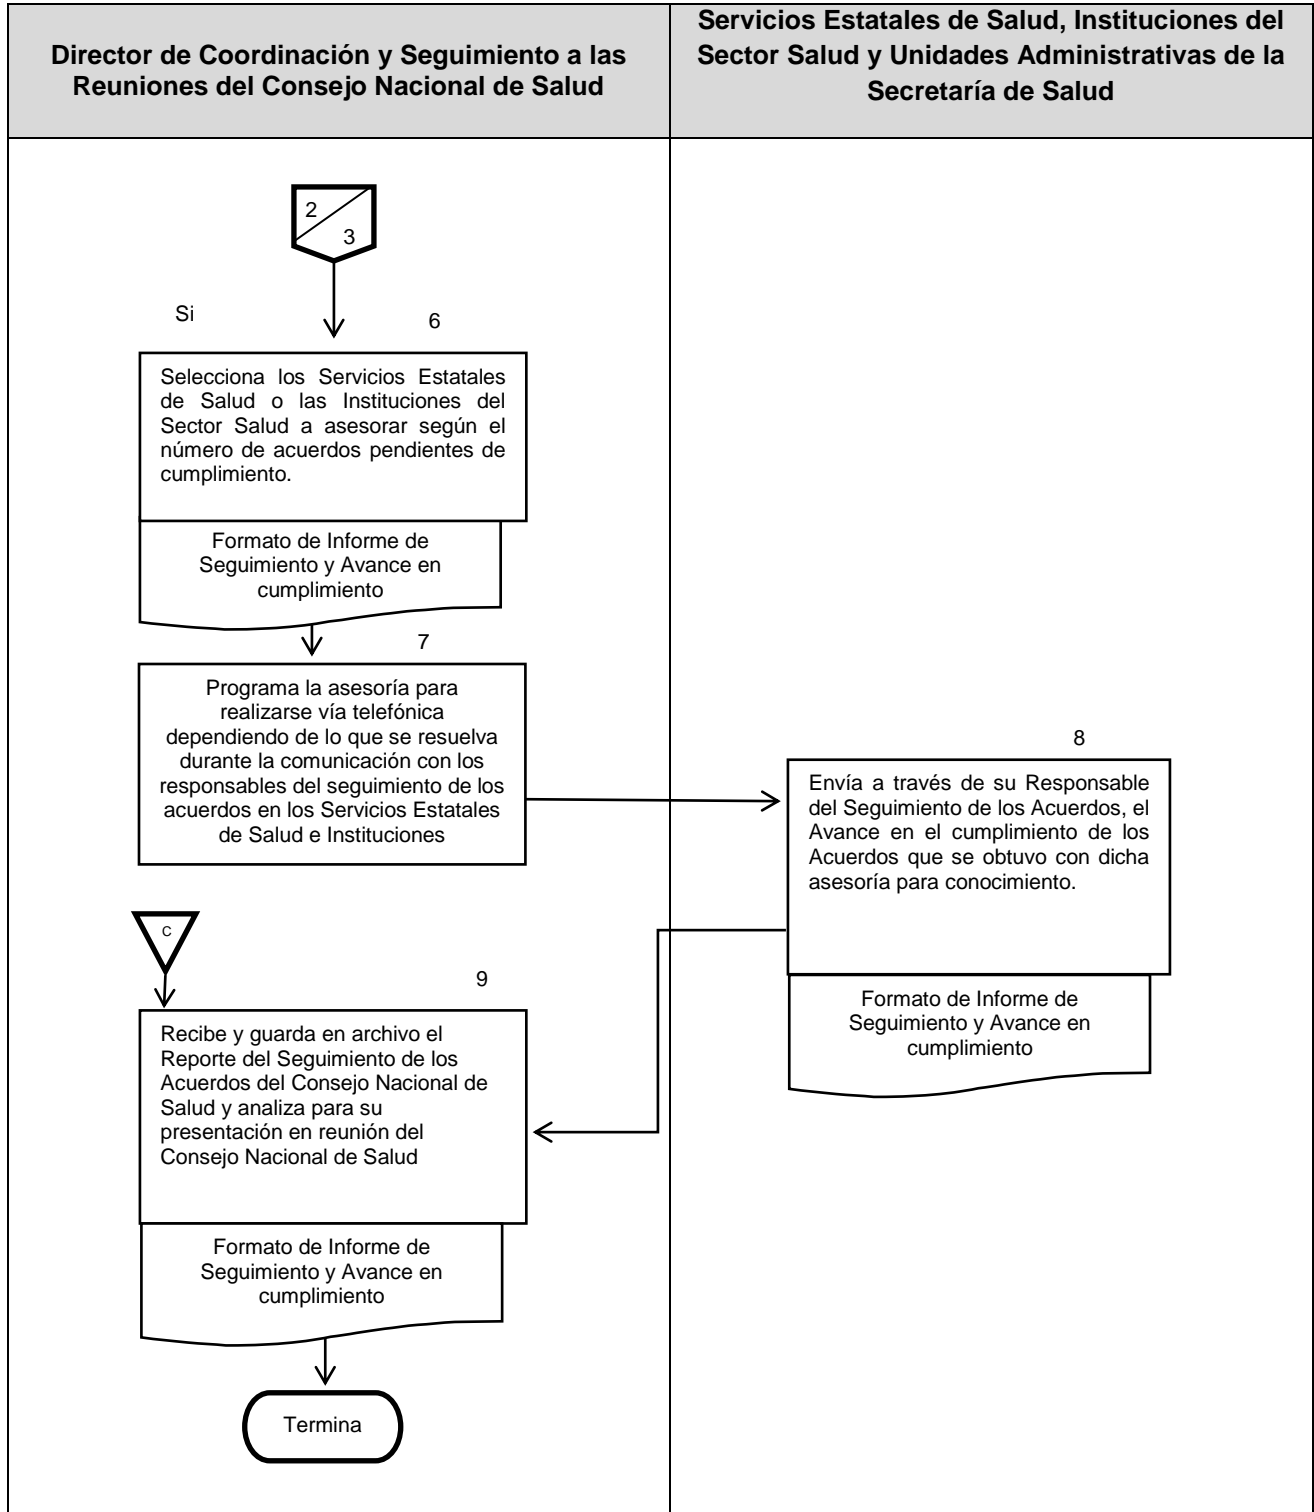 Director de Coordinación y Seguimiento a las
Reuniones del Consejo Nacional de Salud
Servicios Estatales de Salud, Instituciones del
Sector Salud y Unidades Administrativas de la
Secretaría de Salud
2
3
Si
6
Selecciona los Servicios Estatales
de Salud o las Instituciones del
Sector Salud a asesorar según el
número de acuerdos pendientes de
cumplimiento.
Formato de Informe de
Seguimiento y Avance en
cumplimiento
7
Programa la asesoría para
realizarse vía telefónica
dependiendo de lo que se resuelva
durante la comunicación con los
responsables del seguimiento de los
acuerdos en los Servicios Estatales
de Salud e Instituciones
8
Envía a través de su Responsable
del Seguimiento de los Acuerdos, el
Avance en el cumplimiento de los
Acuerdos que se obtuvo con dicha
asesoría para conocimiento.
Formato de Informe de
Seguimiento y Avance en
cumplimiento
C
9
Recibe y guarda en archivo el
Reporte del Seguimiento de los
Acuerdos del Consejo Nacional de
Salud y analiza para su
presentación en reunión del
Consejo Nacional de Salud
Formato de Informe de
Seguimiento y Avance en
cumplimiento
Termina